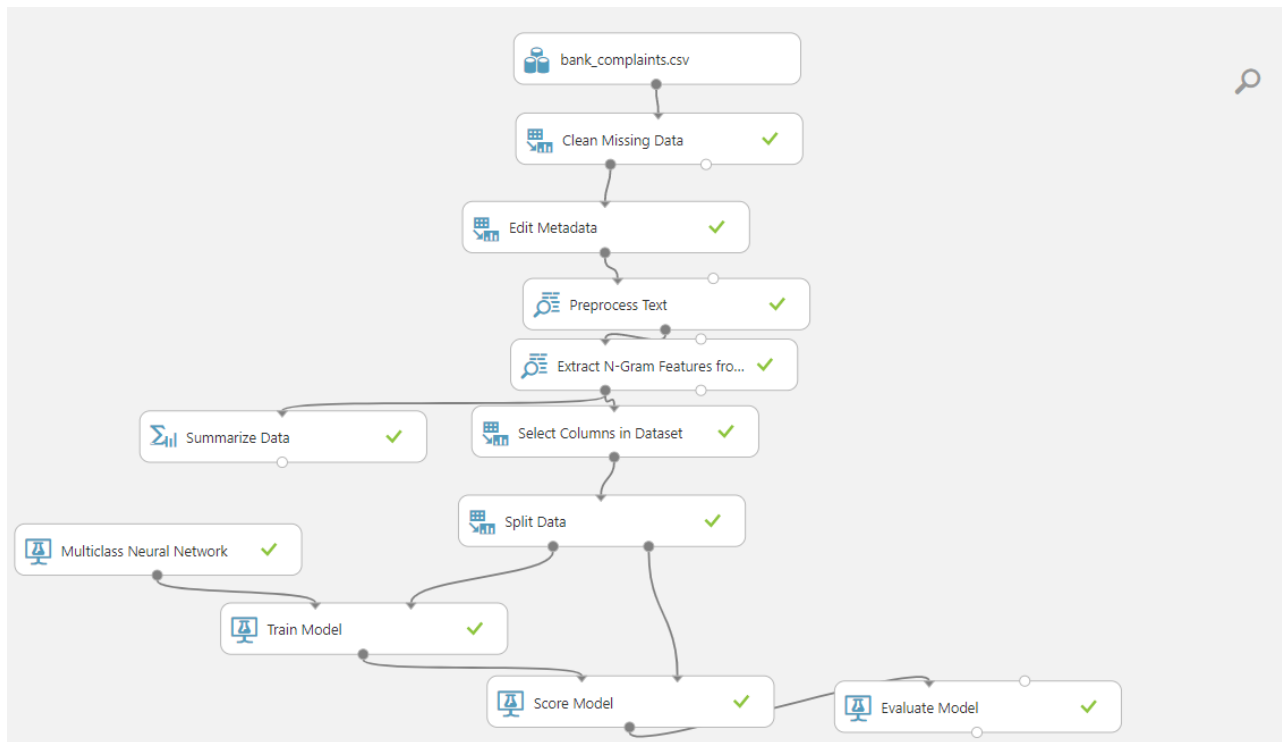 bank_complaints.csv
Clean Missing Data
Edit Metadata
Preprocess Text
Extract N-Gram Features fro...
Summarize Data
Select Columns in Dataset
Split Data
Multiclass Neural Network
Train Model
Score Model
Evaluate Model